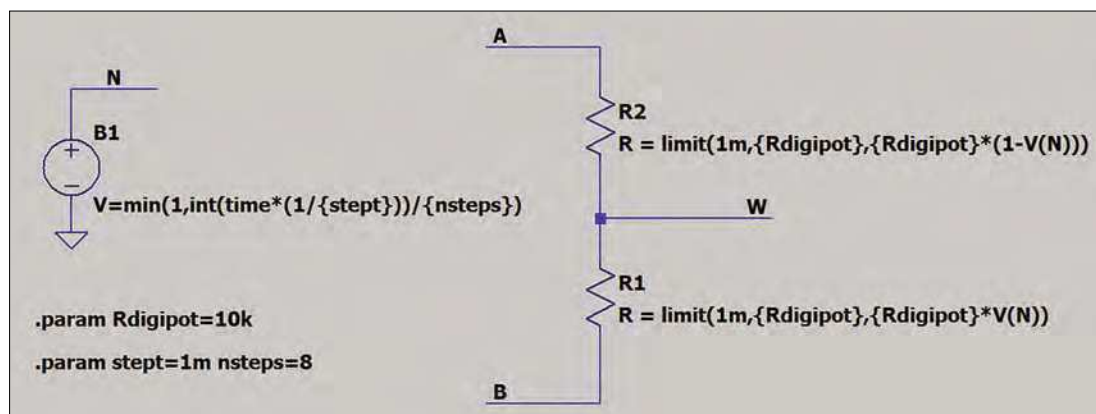 A
N
B1
V=min(1,int(time*(1/{stept}))/{nsteps})
R2
R = limit(1m,{Rdigipot},{Rdigipot}*(1-V(N)))
W
R1
R = limit(1m,{Rdigipot},{Rdigipot}*V(N))
.param Rdigipot=10k
.param stept=1m nsteps=8
B